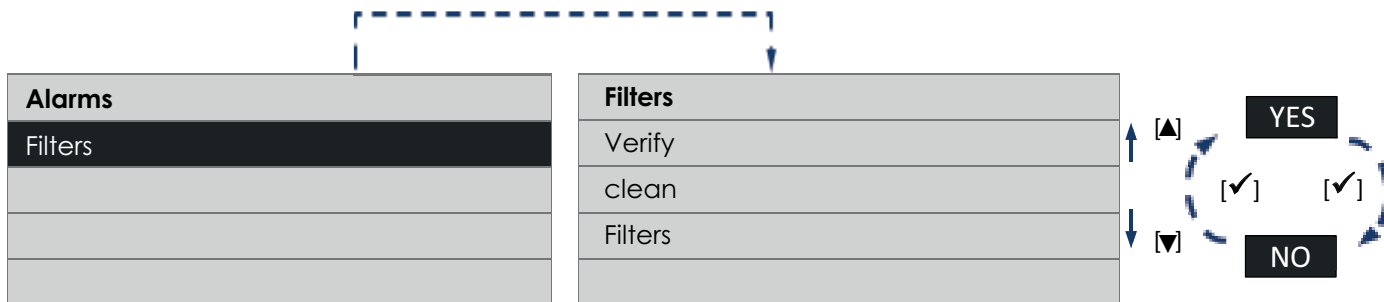 Alarms
Filters
Filters
Verify
clean
Filters
[▲]
[▼]
YES
[✓] [✓]
NO